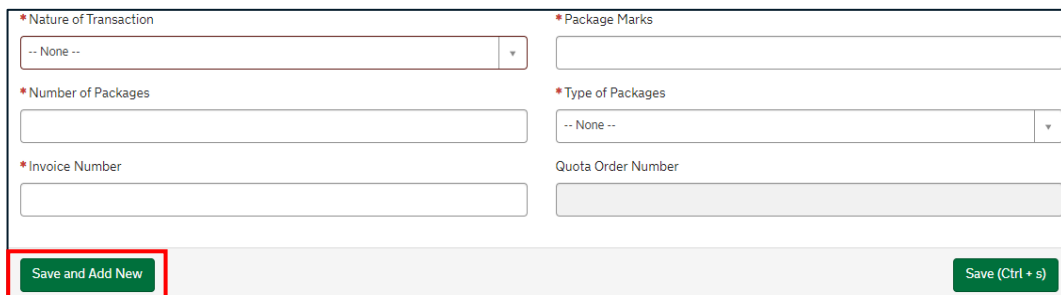 *Nature of Transaction
*Package Marks
-- None --
*Number of Packages
*Type of Packages
-- None --
*Invoice Number
Quota Order Number
Save and Add New
Save (Ctrl + s)